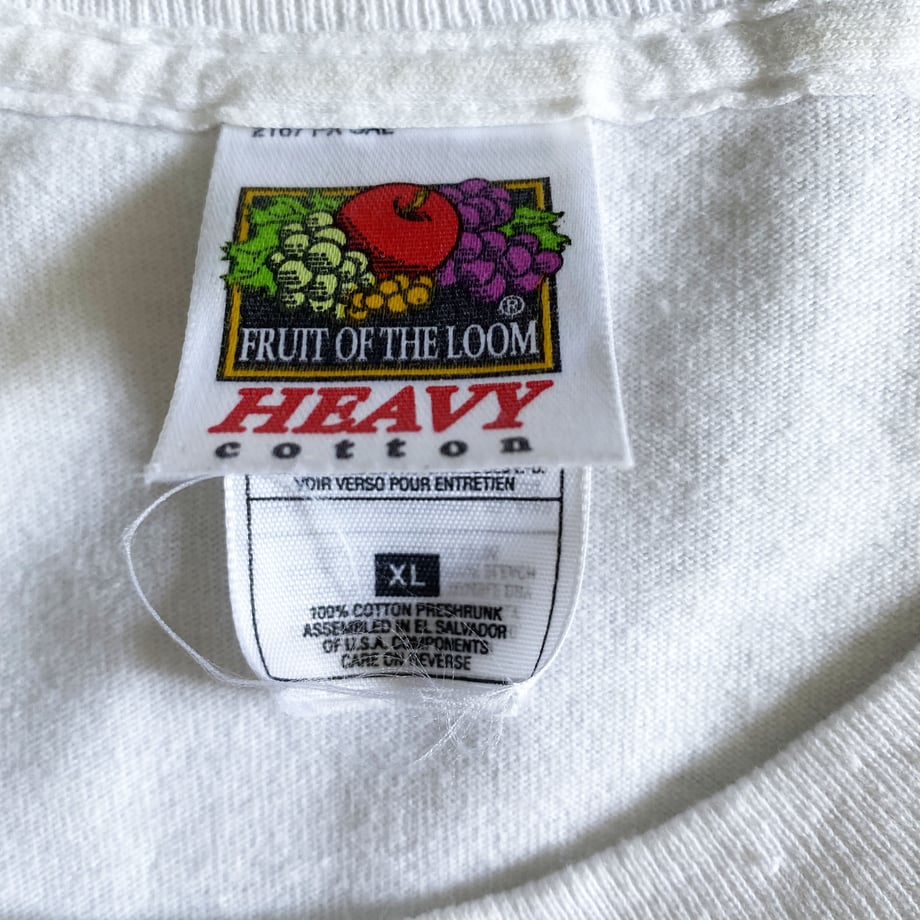 ®
FRUIT OF THE LOOM
HEAVY
cotton
VOIR VERSO POUR ENTRETIEN
XL
100% COTTON PRESHRUNK
ASSEMBLED IN EL SALVADOR
OF U.S.A. COMPONENTS
CARE ON REVERSE